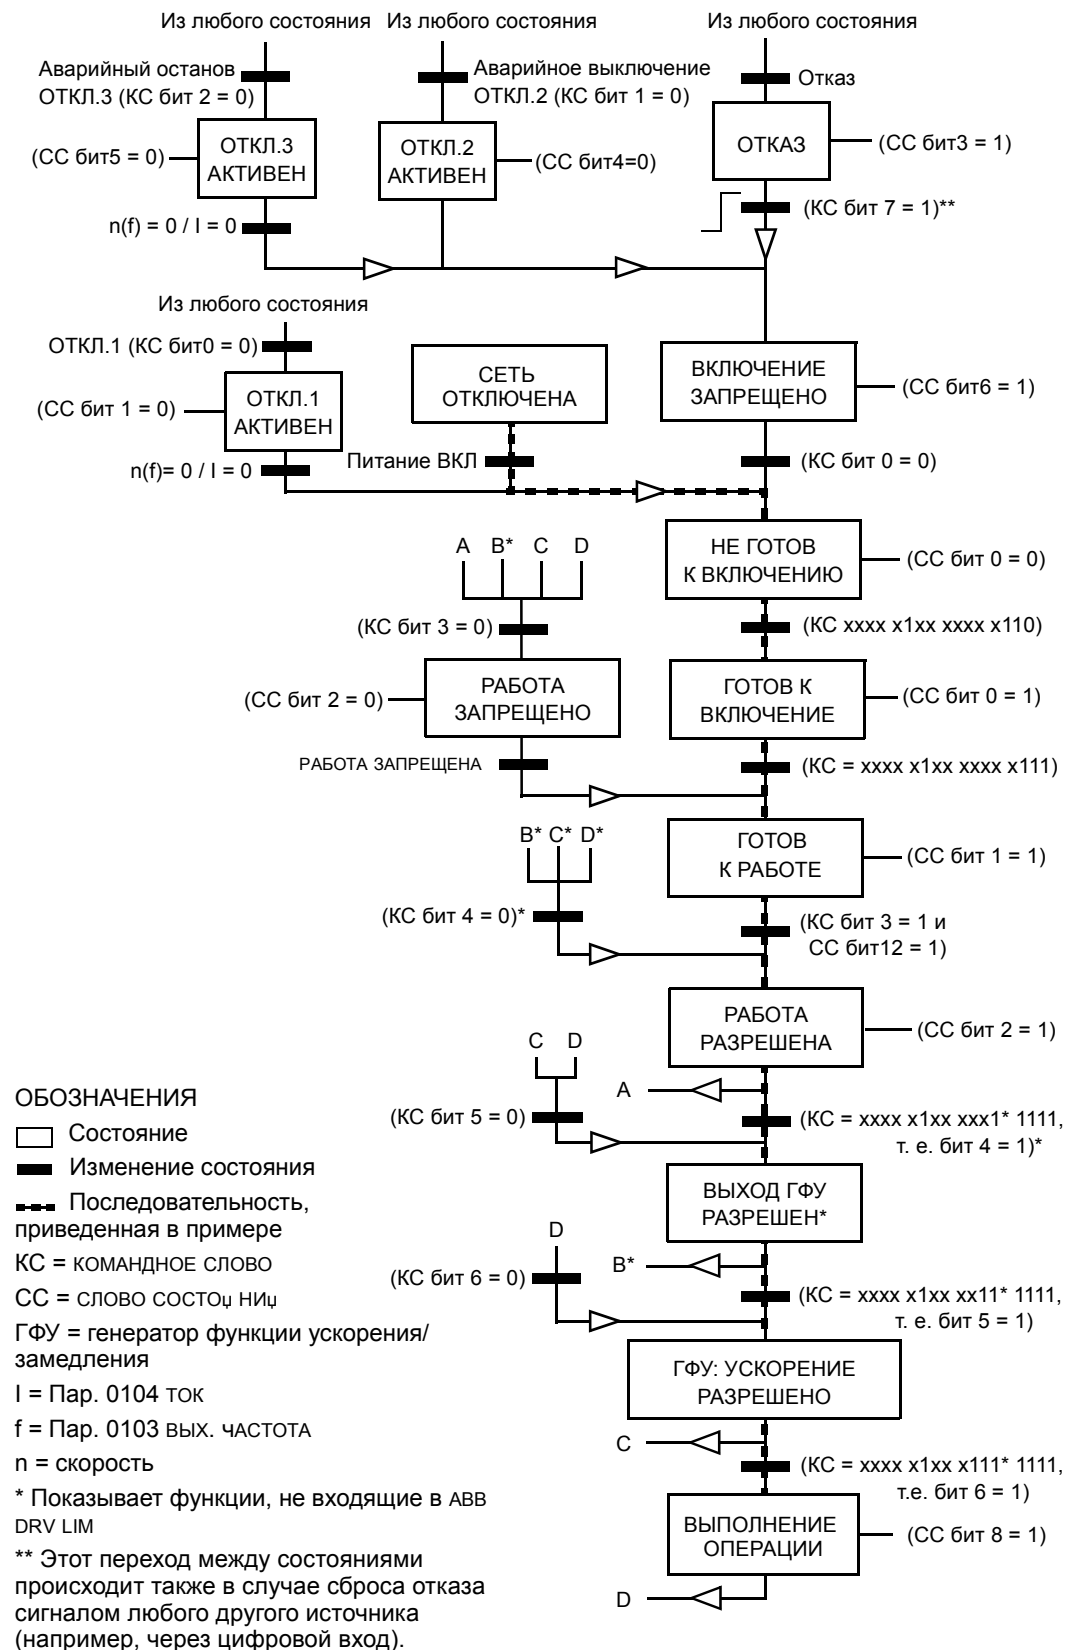 Из любого состояния
Из любого состояния
Из любого состояния
Аварийный останов
ОТКЛ.3 (КС бит 2 = 0)
Аварийное выключение
ОТКЛ.2 (КС бит 1 = 0)
Отказ
(СС бит5 = 0)
ОТКЛ.3
АКТИВЕН
ОТКЛ.2
АКТИВЕН
(СС бит4=0)
ОТКАЗ
(СС бит3 = 1)
n(f) = 0 / I = 0
(КС бит 7 = 1)**
Из любого состояния
ОТКЛ.1 (КС бит0 = 0)
(СС бит 1 = 0)
ОТКЛ.1
АКТИВЕН
СЕТЬ
ОТКЛЮЧЕНА
ВКЛЮЧЕНИЕ
ЗАПРЕЩЕНО
(СС бит6 = 1)
n(f)= 0 / I = 0
Питание ВКЛ
(КС бит 0 = 0)
A B* C D
НЕ ГОТОВ
К ВКЛЮЧЕНИЮ
(СС бит 0 = 0)
(КС бит 3 = 0)
(КС xxxx x1xx xxxx x110)
(СС бит 2 = 0)
РАБОТА
ЗАПРЕЩЕНО
ГОТОВ К
ВКЛЮЧЕНИЕ
(СС бит 0 = 1)
РАБОТА ЗАПРЕЩЕНА
(КС = xxxx x1xx xxxx x111)
B* C* D*
ГОТОВ
К РАБОТЕ
(СС бит 1 = 1)
(КС бит 4 = 0)*
(КС бит 3 = 1 и
СС бит12 = 1)
РАБОТА
РАЗРЕШЕНА
(СС бит 2 = 1)
C D
A
(КС бит 5 = 0)
(КС = xxxx x1xx xxx1* 1111,
т. е. бит 4 = 1)*
ВЫХОД ГФУ
РАЗРЕШЕН*
D
B*
(КС бит 6 = 0)
(КС = xxxx x1xx xx11* 1111,
т. е. бит 5 = 1)
ГФУ: УСКОРЕНИЕ
РАЗРЕШЕНО
C
(КС = xxxx x1xx x111* 1111,
т.е. бит 6 = 1)
ВЫПОЛНЕНИЕ
ОПЕРАЦИИ
(СС бит 8 = 1)
D
ОБОЗНАЧЕНИЯ
Состояние
Изменение состояния
Последовательность,
приведенная в примере
КС = КОМАНДНОЕ СЛОВО
СС = СЛОВО СОСТОџ НИџ
ГФУ = генератор функции ускорения/
замедления
I = Пар. 0104 ТОК
f = Пар. 0103 ВЫХ. ЧАСТОТА
n = скорость
* Показывает функции, не входящие в ABB
DRV LIM
** Этот переход между состояниями
происходит также в случае сброса отказа
сигналом любого другого источника
(например, через цифровой вход).